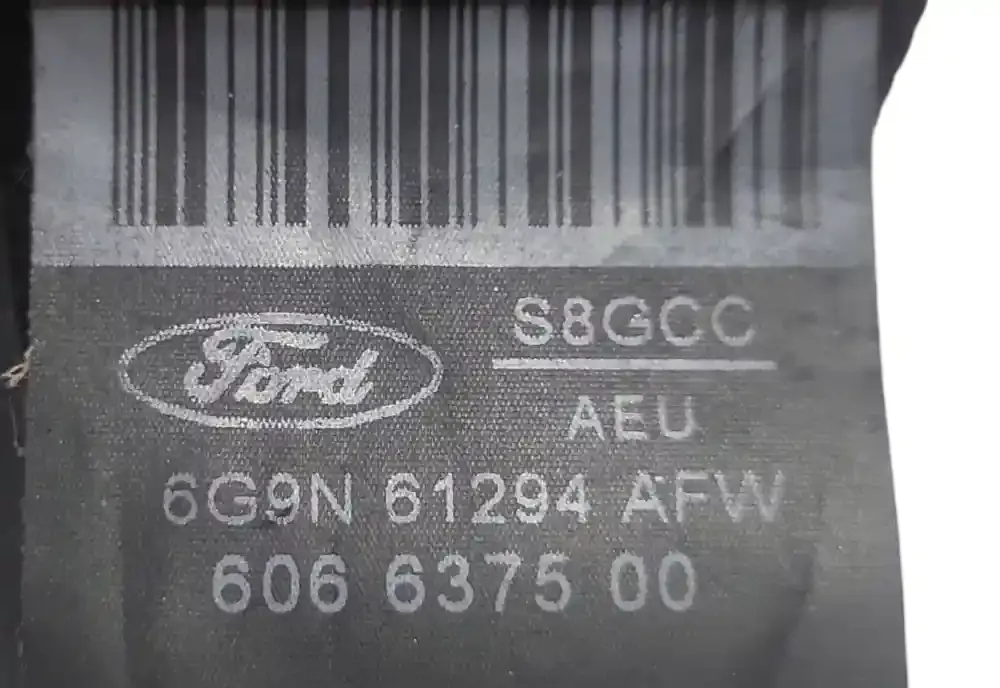 Ford
S8GCC
AEU
6G9N 61294 AFW
606 6375 00